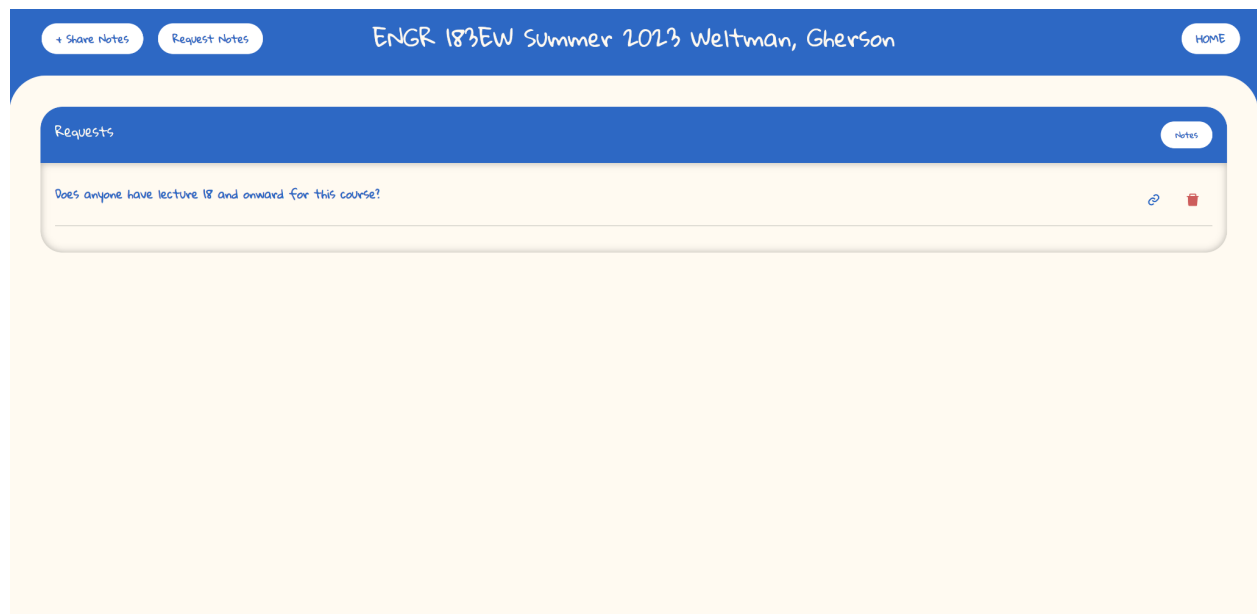 + Share Notes
Request Notes
ENGR 183EW Summer 2023 Weltman, Gherson
HOME
Requests
Notes
Does anyone have lecture 18 and onward for this course?